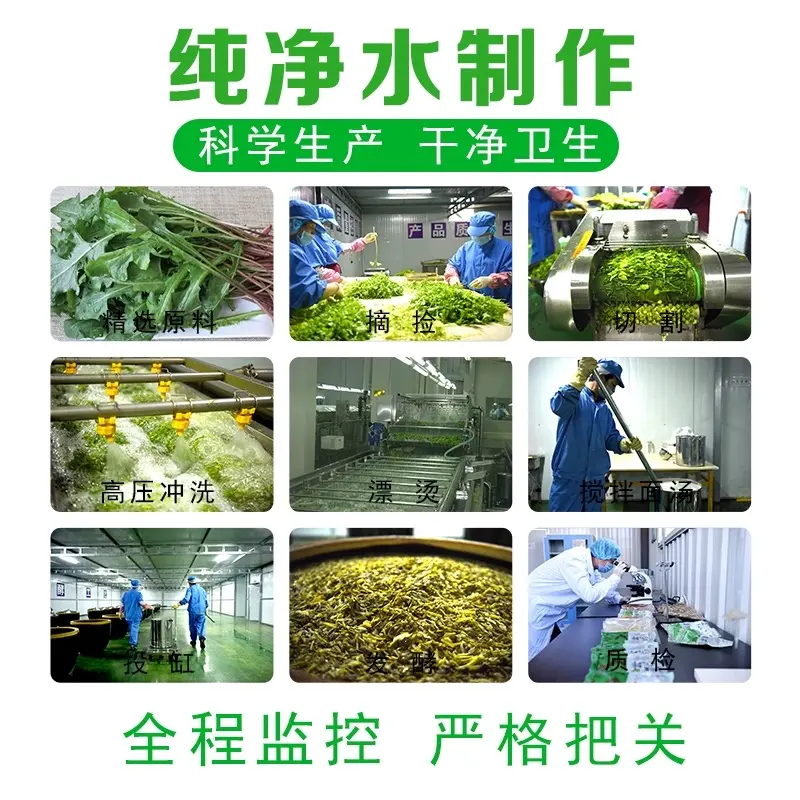 纯净水制作
科学生产 干净卫生
精选原料
摘捡
产品质
生
切割
高压冲洗
漂烫
搅拌面汤
投缸
发酵
质检
全程监控 严格把关